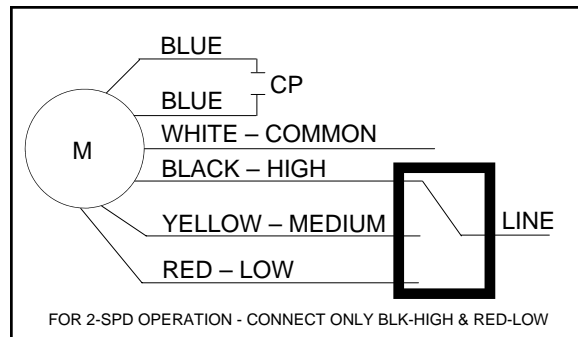 BLUE
CP
BLUE
WHITE – COMMON
M
BLACK – HIGH
YELLOW – MEDIUM
LINE
RED – LOW
FOR 2-SPD OPERATION - CONNECT ONLY BLK-HIGH & RED-LOW